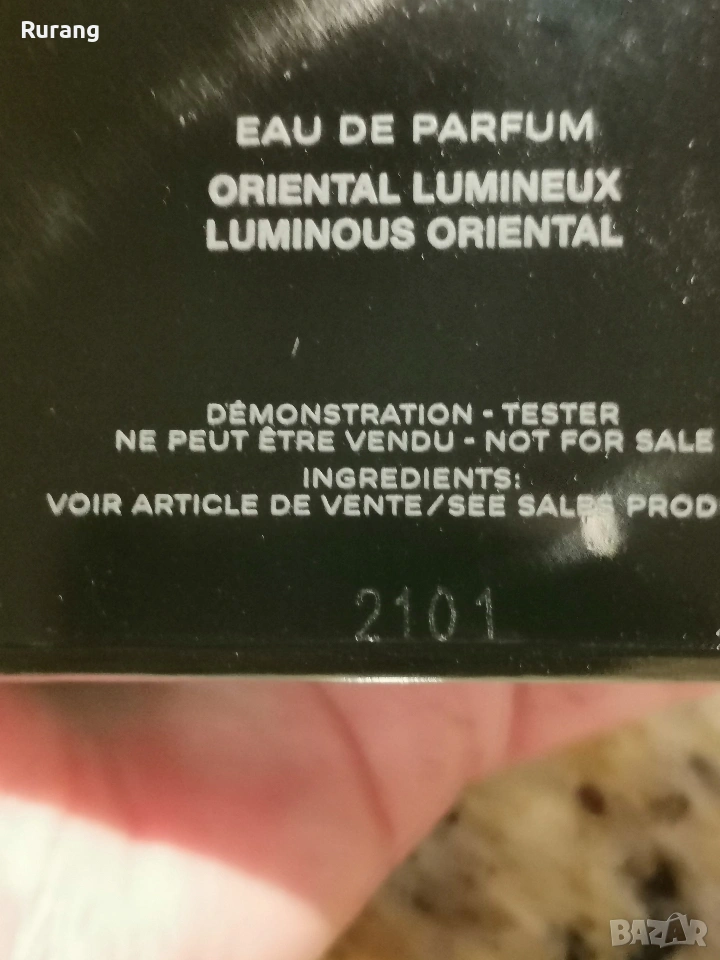 Rurang
EAU DE PARFUM
ORIENTAL LUMINEUX
LUMINOUS ORIENTAL
DÉMONSTRATION - TESTER
NE PEUT ÊTRE VENDU - NOT FOR SALE
INGREDIENTS:
VOIR ARTICLE DE VENTE/SEE SALES PROD
2101
BAZAR